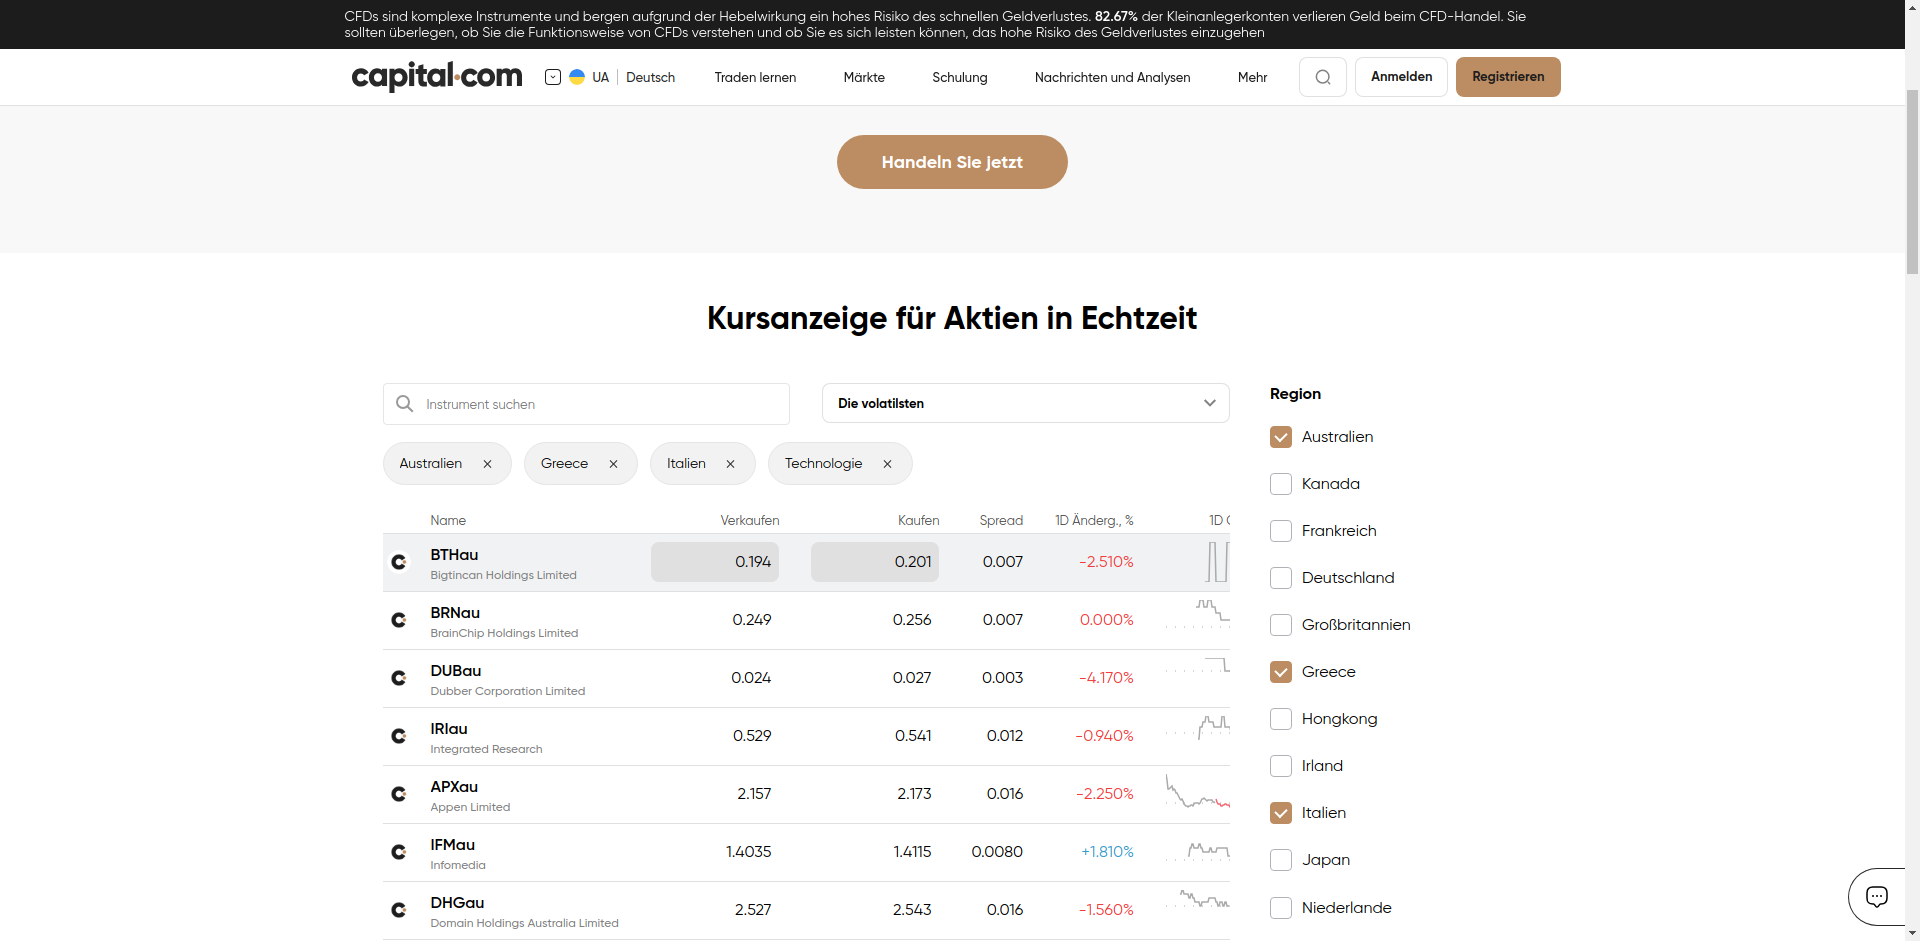 CFDs sind komplexe Instrumente und bergen aufgrund der Hebelwirkung ein hohes Risiko des schnellen Geldverlustes. 82.67% der Kleinanlegerkonten verlieren Geld beim CFD-Handel. Sie
sollten überlegen, ob Sie die Funktionsweise von CFDs verstehen und ob Sie es sich leisten können, das hohe Risiko des Geldverlustes einzugehen
capital.com UA Deutsch Traden lernen Märkte Schulung Nachrichten und Analysen Mehr Anmelden Registrieren
Handeln Sie jetzt
Kursanzeige für Aktien in Echtzeit
Instrument suchen
Die volatilsten
Australien Greece Italien Technologie
Name Verkaufen Kaufen Spread 1D Änderg., % 1D
BTHau 0.194 0.201 0.007 -2.510%
Bigtincan Holdings Limited
BRNau 0.249 0.256 0.007 0.000%
BrainChip Holdings Limited
DUBau 0.024 0.027 0.003 -4.170%
Dubber Corporation Limited
IRIau 0.529 0.541 0.012 -0.940%
Integrated Research
APXau 2.157 2.173 0.016 -2.250%
Appen Limited
IFMau 1.4035 1.4115 0.0080 +1.810%
Infomedia
DHGau 2.527 2.543 0.016 -1.560%
Domain Holdings Australia Limited
Region
Australien
Kanada
Frankreich
Deutschland
Großbritannien
Greece
Hongkong
Irland
Italien
Japan
Niederlande